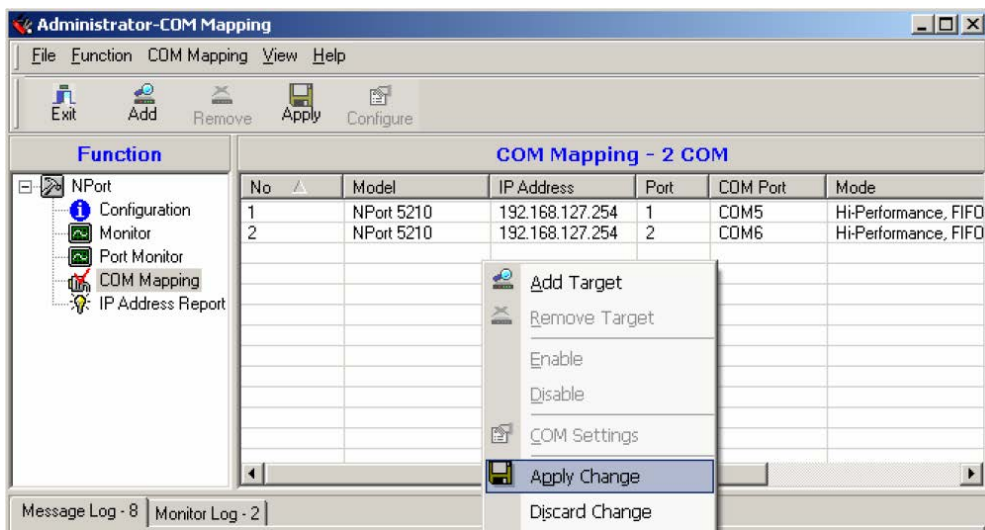 Administrator-COM Mapping
File Function COM Mapping View Help
Exit Add Remove Apply Configure
Function
COM Mapping - 2 COM
NPort
Configuration
Monitor
Port Monitor
COM Mapping
IP Address Report
No Model IP Address Port COM Port Mode
1 NPort 5210 192.168.127.254 1 COM5 Hi-Performance, FIFO
2 NPort 5210 192.168.127.254 2 COM6 Hi-Performance, FIFO
Add Target
Remove Target
Enable
Disable
COM Settings
Apply Change
Discard Change
Message Log - 8 Monitor Log - 2